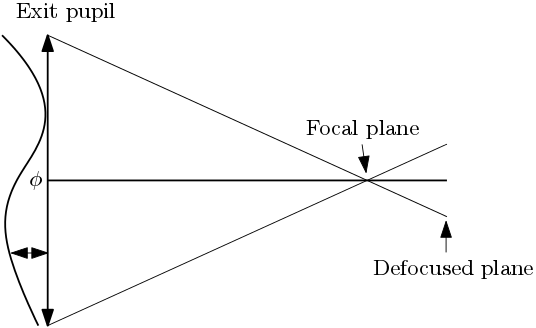 Exit pupil
Focal plane
ϕ
Defocused plane